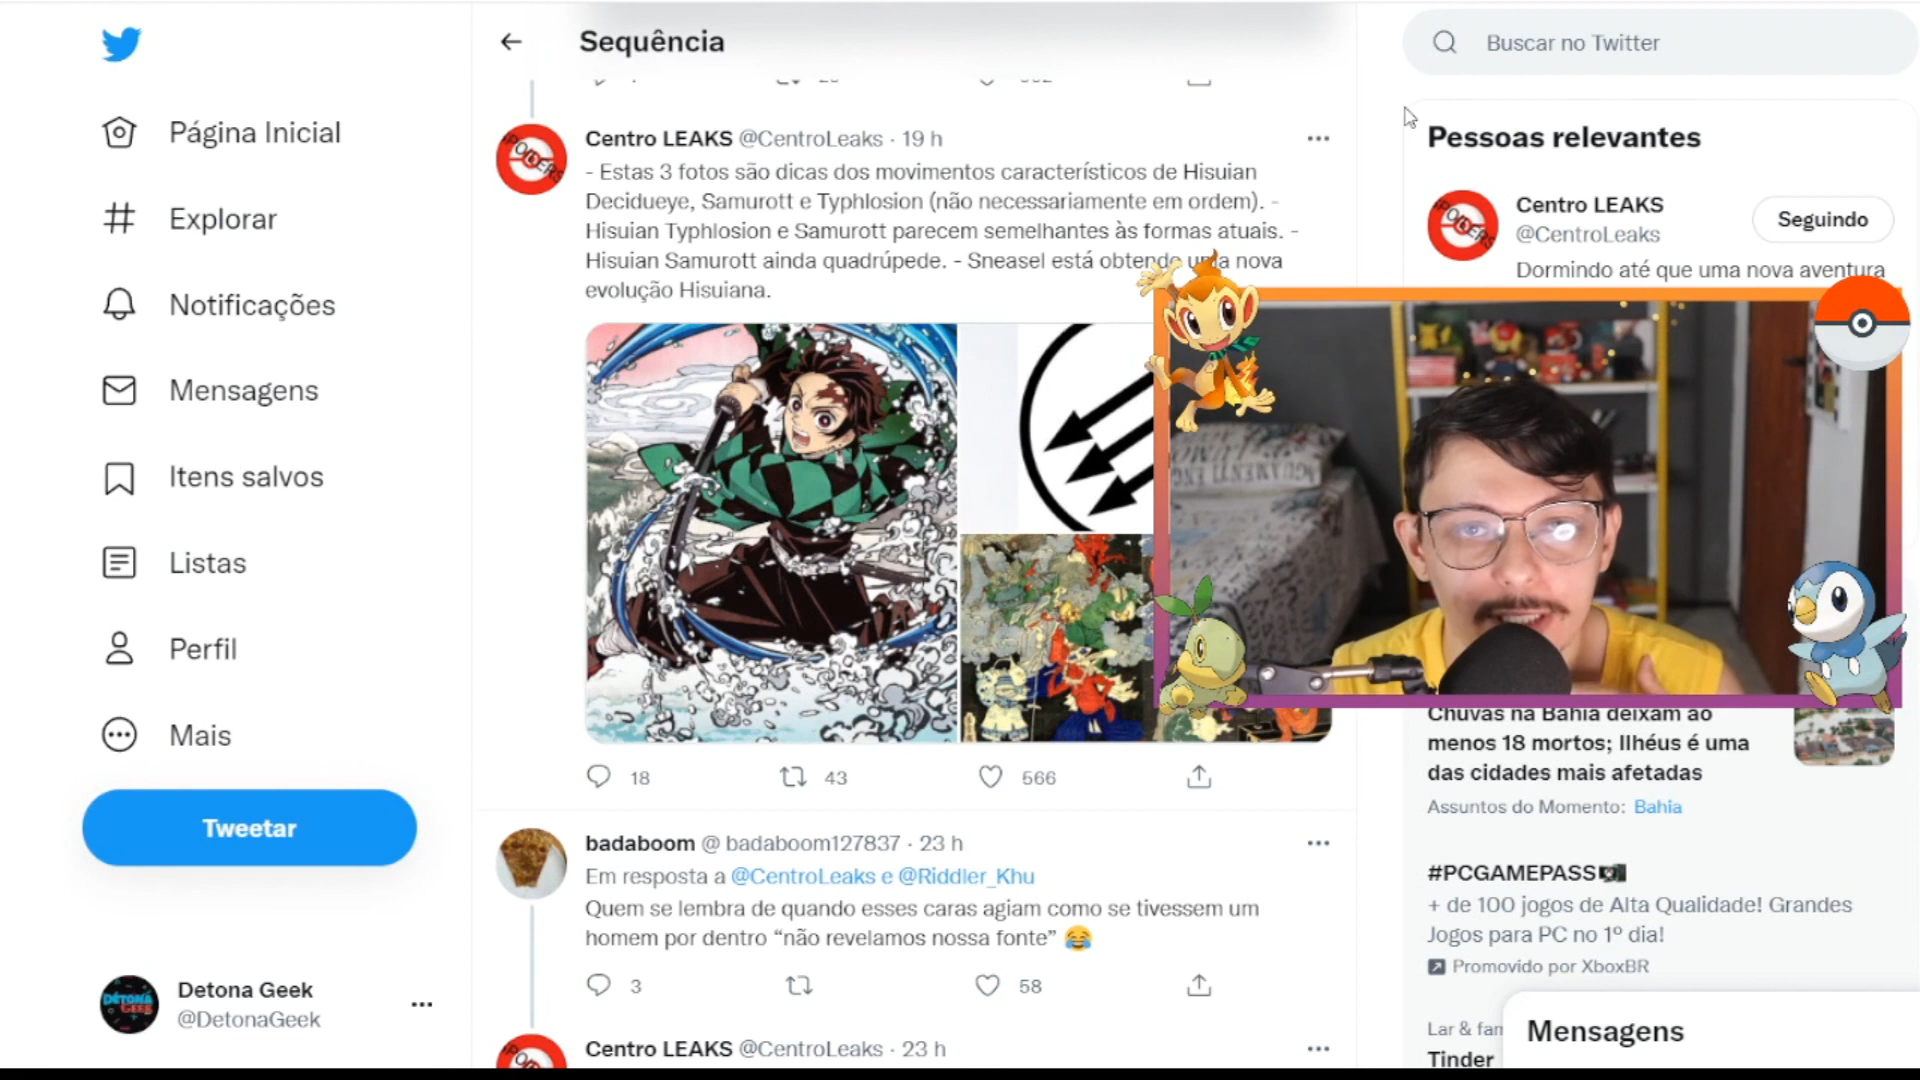 Sequência
Buscar no Twitter
Página Inicial
Explorar
Notificações
Mensagens
Itens salvos
Listas
Perfil
Mais
Tweetar
Detona Geek
@DetonaGeek
Centro LEAKS @CentroLeaks · 19 h
- Estas 3 fotos são dicas dos movimentos característicos de Hisuian
Decidueye, Samurott e Typhlosion (não necessariamente em ordem). -
Hisuian Typhlosion e Samurott parecem semelhantes às formas atuais. -
Hisuian Samurott ainda quadrúpede. - Sneasel está obtendo uma nova
evolução Hisuiana.
18 43 566
badaboom @ badaboom127837 · 23 h
Em resposta a @CentroLeaks e @Riddler_Khu
Quem se lembra de quando esses caras agiam como se tivessem um
homem por dentro “não revelamos nossa fonte” 😂
3 58
Centro LEAKS @CentroLeaks · 23 h
Pessoas relevantes
Centro LEAKS
@CentroLeaks
Seguindo
Dormindo até que uma nova aventura
Chuvas na Bahia deixam ao
menos 18 mortos; Ilhéus é uma
das cidades mais afetadas
Assuntos do Momento: Bahia
#PCGAMEPASS
+ de 100 jogos de Alta Qualidade! Grandes
Jogos para PC no 1º dia!
Promovido por XboxBR
Lar &
Tinder
Mensagens